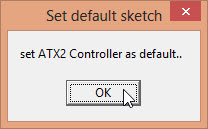 Set default sketch
set ATX2 Controller as default..
OK